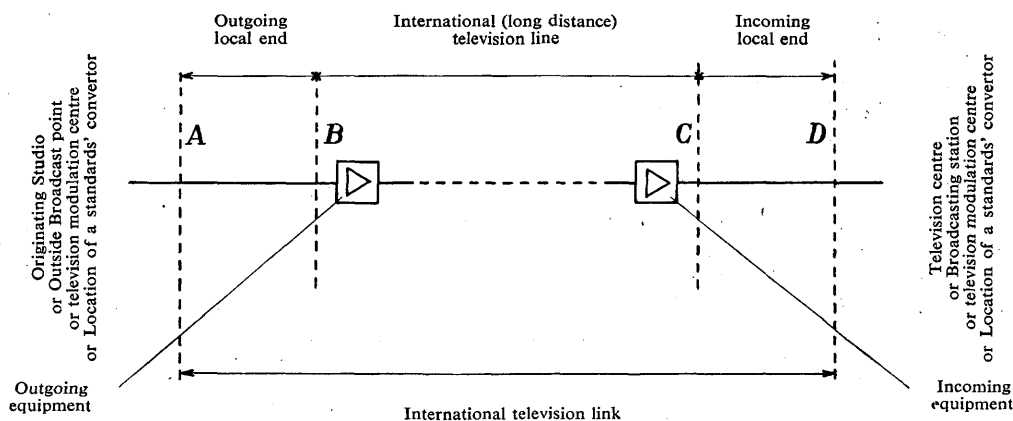 Outgoing
local end
International (long distance)
television line
Incoming
local end
A
B
C
D
Originating Studio
or Outside Broadcast point
or television modulation centre
or Location of a standards' convertor
Television centre
or Broadcasting station
or television modulation centre
or Location of a standards' convertor
Outgoing
equipment
International television link
Incoming
equipment